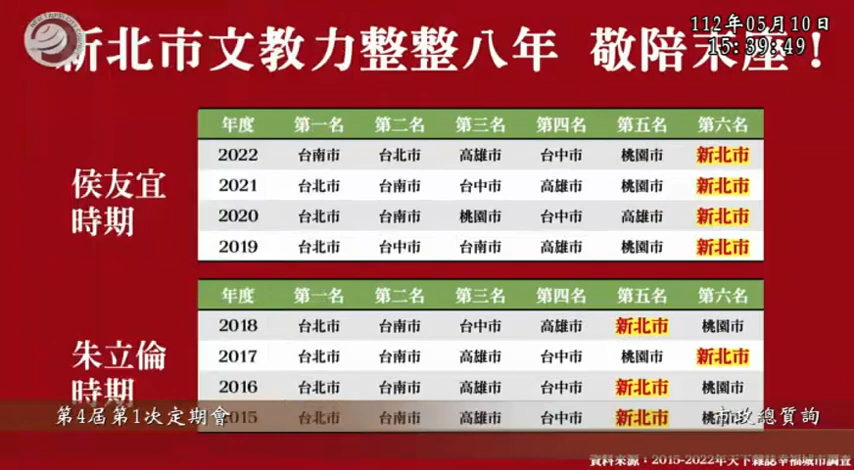 112年05月10日
15:39:49
新北市文教力整整八年 敬陪末座！
侯友宜
時期
年度 第一名 第二名 第三名 第四名 第五名 第六名
2022 台南市 台北市 高雄市 台中市 桃園市 新北市
2021 台北市 台南市 台中市 高雄市 桃園市 新北市
2020 台北市 台南市 桃園市 台中市 高雄市 新北市
2019 台北市 台中市 台南市 高雄市 桃園市 新北市
朱立倫
時期
年度 第一名 第二名 第三名 第四名 第五名 第六名
2018 台北市 台南市 台中市 高雄市 新北市 桃園市
2017 台北市 台南市 高雄市 台中市 桃園市 新北市
2016 台北市 台南市 高雄市 台中市 新北市 桃園市
2015 台北市 台南市 高雄市 台中市 新北市 桃園市
第4屆第1次定期會
市政總質詢
資料來源：2015-2022年天下雜誌幸福城市調查